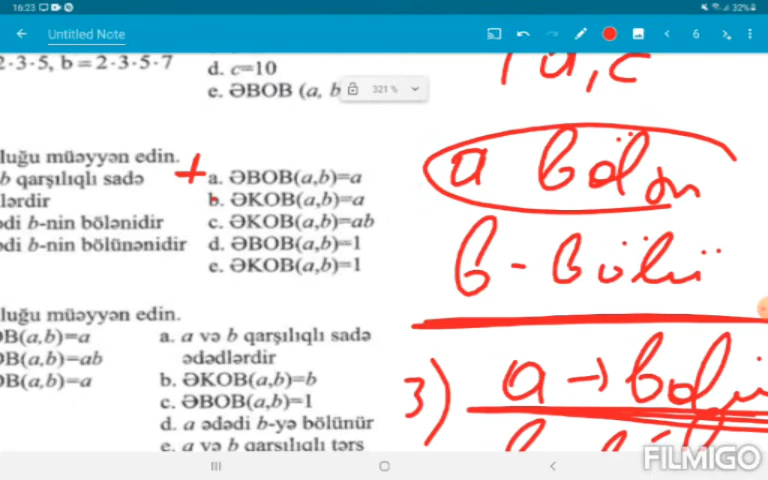 16:23
32%
Untitled Note
6
2·3·5, b = 2·3·5·7
d. c=10
e. ƏBOB (a, b
321 %
a, c
luğu müəyyən edin.
b qarşılıqlı sadə
a. ƏBOB(a,b)=a
lərdir
b. ƏKOB(a,b)=a
ədi b-nin bölənidir
c. ƏKOB(a,b)=ab
ədi b-nin bölünənidir
d. ƏBOB(a,b)=1
e. ƏKOB(a,b)=1
a bölən
b - bölü
luğu müəyyən edin.
OB(a,b)=a
a. a və b qarşılıqlı sadə
ədədlərdir
OB(a,b)=ab
b. ƏKOB(a,b)=b
OB(a,b)=a
c. ƏBOB(a,b)=1
d. a ədədi b-yə bölünür
e. a və b qarşılıqlı tərs
3) a → bölü
FILMIGO